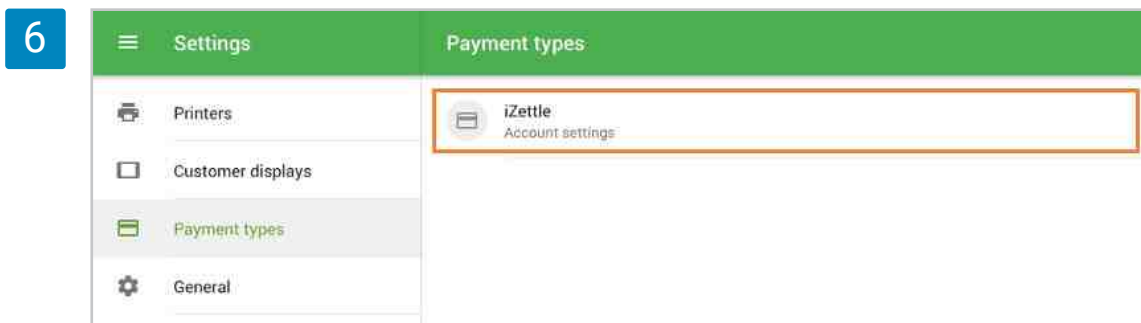 6
Settings
Payment types
Printers
Customer displays
Payment types
General
iZettle
Account settings